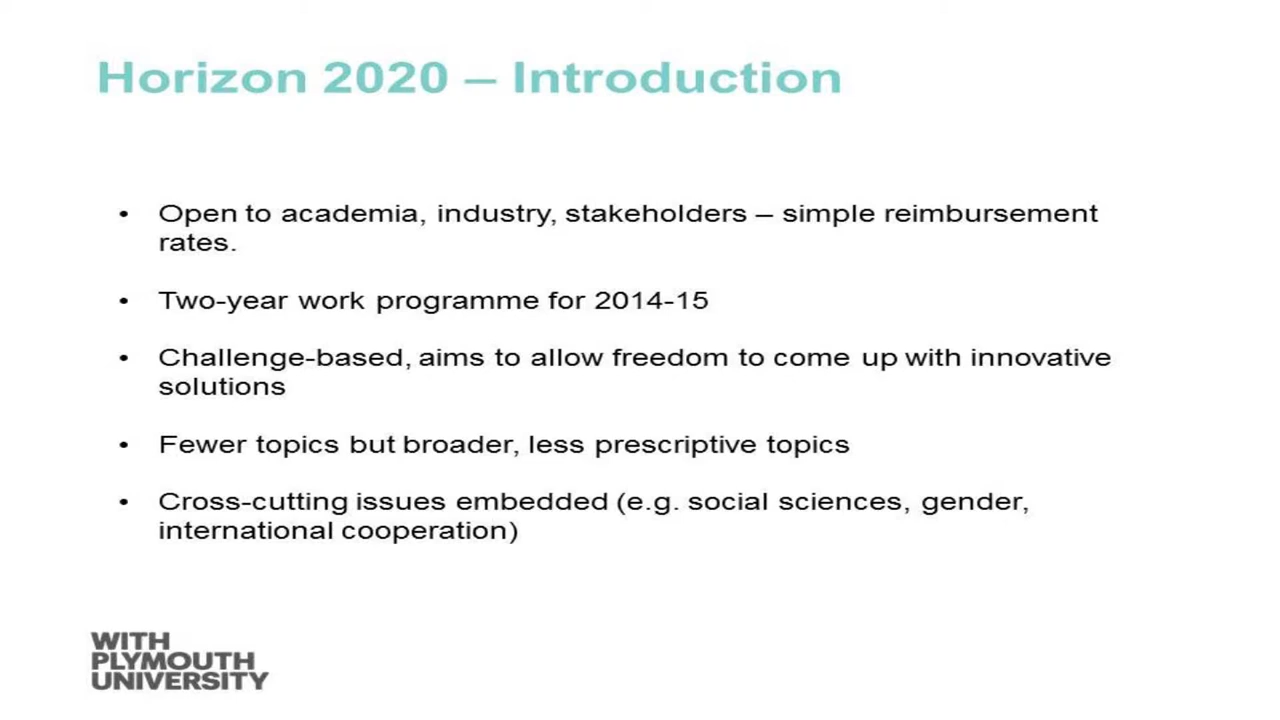 Horizon 2020 – Introduction
• Open to academia, industry, stakeholders – simple reimbursement
rates.
• Two-year work programme for 2014-15
• Challenge-based, aims to allow freedom to come up with innovative
solutions
• Fewer topics but broader, less prescriptive topics
• Cross-cutting issues embedded (e.g. social sciences, gender,
international cooperation)
WITH
PLYMOUTH
UNIVERSITY